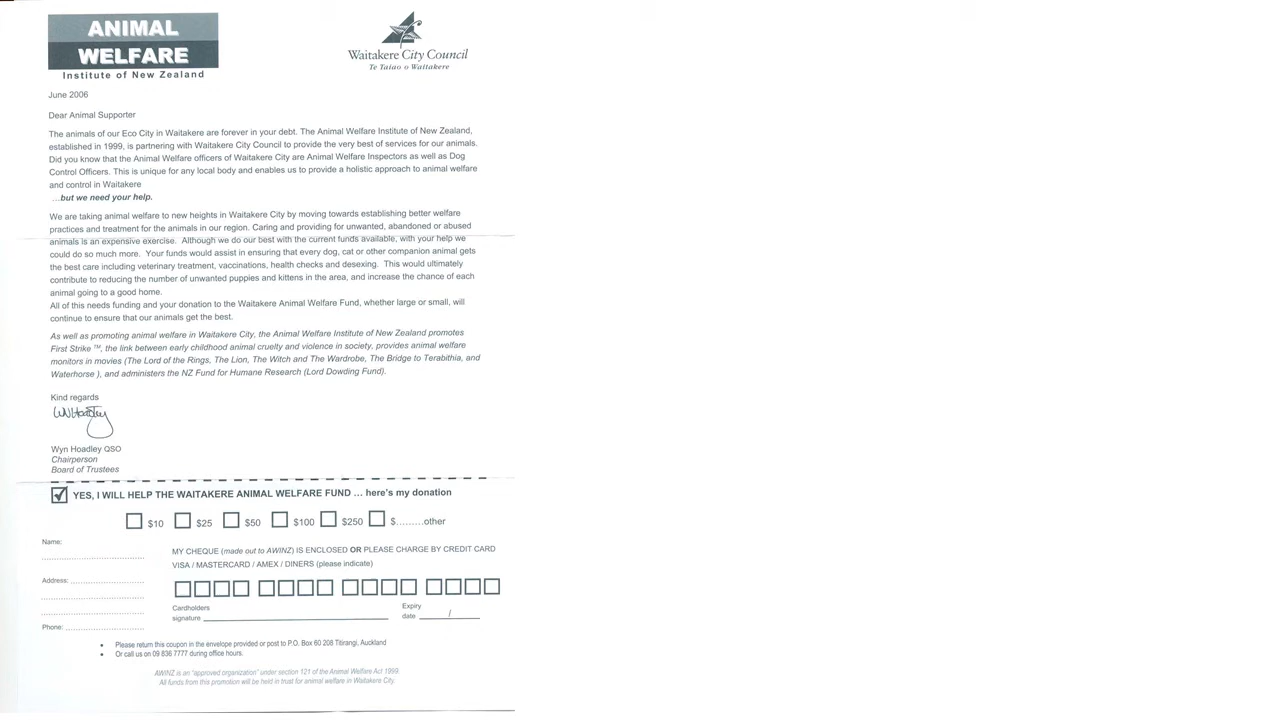 ANIMAL
WELFARE
Institute of New Zealand
Waitakere City Council
Te Taiao o Waitakere
June 2006
Dear Animal Supporter
The animals of our Eco City in Waitakere are forever in your debt. The Animal Welfare Institute of New Zealand,
established in 1999, is partnering with Waitakere City Council to provide the very best of services for our animals.
Did you know that the Animal Welfare officers of Waitakere City are Animal Welfare Inspectors as well as Dog
Control Officers. This is unique for any local body and enables us to provide a holistic approach to animal welfare
and control in Waitakere
...but we need your help.
We are taking animal welfare to new heights in Waitakere City by moving towards establishing better welfare
practices and treatment for the animals in our region. Caring and providing for unwanted, abandoned or abused
animals is an expensive exercise. Although we do our best with the current funds available, with your help we
could do so much more. Your funds would assist in ensuring that every dog, cat or other companion animal gets
the best care including veterinary treatment, vaccinations, health checks and desexing. This would ultimately
contribute to reducing the number of unwanted puppies and kittens in the area, and increase the chance of each
animal going to a good home.
All of this needs funding and your donation to the Waitakere Animal Welfare Fund, whether large or small, will
continue to ensure that our animals get the best.
As well as promoting animal welfare in Waitakere City, the Animal Welfare Institute of New Zealand promotes
First Strike ™, the link between early childhood animal cruelty and violence in society, provides animal welfare
monitors in movies (The Lord of the Rings, The Lion, The Witch and The Wardrobe, The Bridge to Terabithia, and
Waterhorse ), and administers the NZ Fund for Humane Research (Lord Dowding Fund).
Kind regards
WNHoadley
Wyn Hoadley QSO
Chairperson
Board of Trustees
YES, I WILL HELP THE WAITAKERE ANIMAL WELFARE FUND ... here's my donation
$10 $25 $50 $100 $250 $.........other
Name:
MY CHEQUE (made out to AWINZ) IS ENCLOSED OR PLEASE CHARGE BY CREDIT CARD
VISA / MASTERCARD / AMEX / DINERS (please indicate)
Address:
Cardholders
signature
Expiry
date /
Phone:
• Please return this coupon in the envelope provided or post to P.O. Box 60 208 Titirangi, Auckland
• Or call us on 09 836 7777 during office hours.
AWINZ is an "approved organization" under section 121 of the Animal Welfare Act 1999.
All funds from this promotion will be held in trust for animal welfare in Waitakere City.